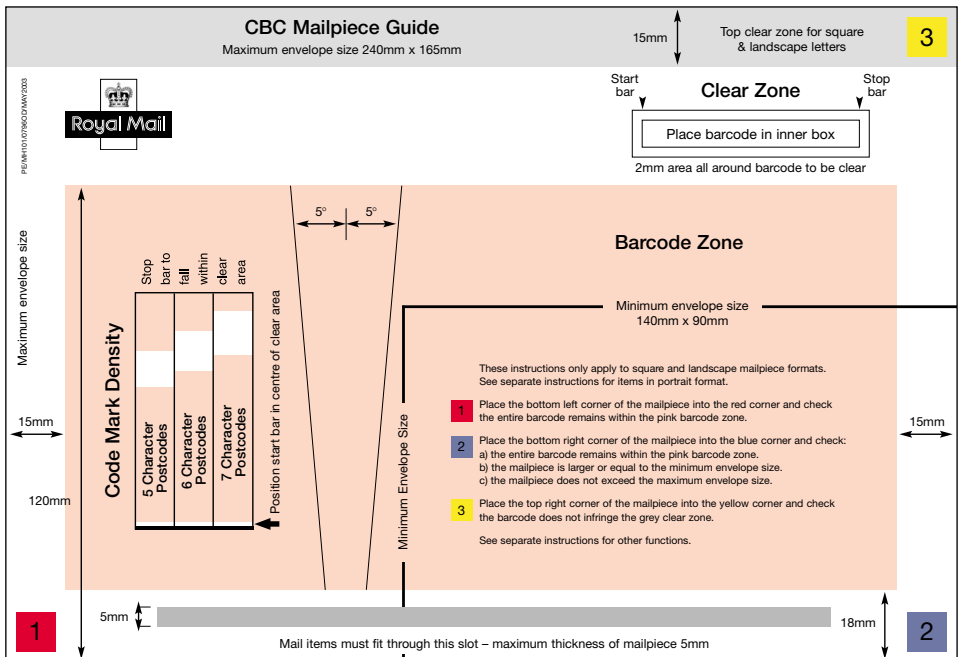 CBC Mailpiece Guide
Maximum envelope size 240mm x 165mm
15mm
Top clear zone for square
& landscape letters
3
PE/MH101/07960D/MAY2003
Royal Mail
Start
bar
Clear Zone
Stop
bar
Place barcode in inner box
2mm area all around barcode to be clear
Maximum envelope size
5°
5°
Barcode Zone
Stop
bar to
fall
within
clear
area
Code Mark Density
5 Character
Postcodes
6 Character
Postcodes
7 Character
Postcodes
Position start bar in centre of clear area
Minimum envelope size
140mm x 90mm
Minimum Envelope Size
These instructions only apply to square and landscape mailpiece formats.
See separate instructions for items in portrait format.
1 Place the bottom left corner of the mailpiece into the red corner and check
the entire barcode remains within the pink barcode zone.
2 Place the bottom right corner of the mailpiece into the blue corner and check:
a) the entire barcode remains within the pink barcode zone.
b) the mailpiece is larger or equal to the minimum envelope size.
c) the mailpiece does not exceed the maximum envelope size.
3 Place the top right corner of the mailpiece into the yellow corner and check
the barcode does not infringe the grey clear zone.
See separate instructions for other functions.
15mm
15mm
120mm
5mm
18mm
1
Mail items must fit through this slot – maximum thickness of mailpiece 5mm
2